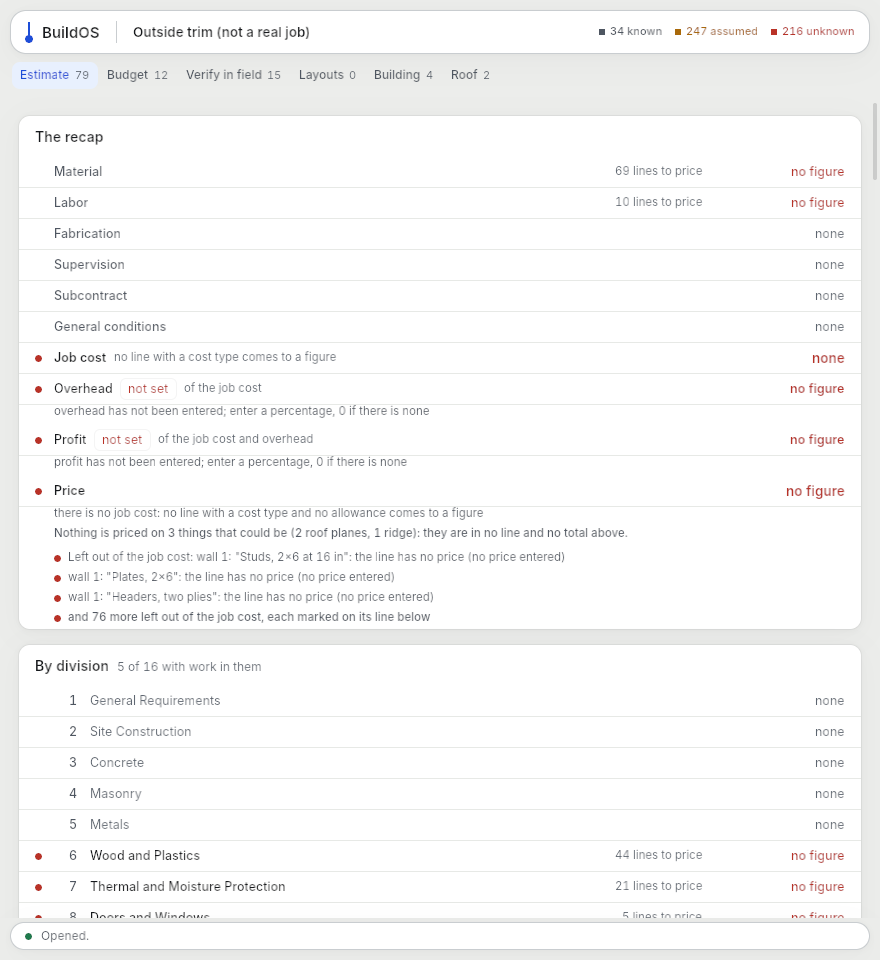 BuildOS
Outside trim (not a real job)
34 known 247 assumed 216 unknown
Estimate 79 Budget 12 Verify in field 15 Layouts 0 Building 4 Roof 2
The recap
Material 69 lines to price no figure
Labor 10 lines to price no figure
Fabrication none
Supervision none
Subcontract none
General conditions none
Job cost no line with a cost type comes to a figure none
Overhead not set of the job cost no figure
overhead has not been entered; enter a percentage, 0 if there is none
Profit not set of the job cost and overhead no figure
profit has not been entered; enter a percentage, 0 if there is none
Price no figure
there is no job cost: no line with a cost type and no allowance comes to a figure
Nothing is priced on 3 things that could be (2 roof planes, 1 ridge): they are in no line and no total above.
Left out of the job cost: wall 1: "Studs, 2×6 at 16 in": the line has no price (no price entered)
wall 1: "Plates, 2×6": the line has no price (no price entered)
wall 1: "Headers, two plies": the line has no price (no price entered)
and 76 more left out of the job cost, each marked on its line below
By division 5 of 16 with work in them
1 General Requirements none
2 Site Construction none
3 Concrete none
4 Masonry none
5 Metals none
6 Wood and Plastics 44 lines to price no figure
7 Thermal and Moisture Protection 21 lines to price no figure
8 Doors and Windows 5 lines to price no figure
Opened.